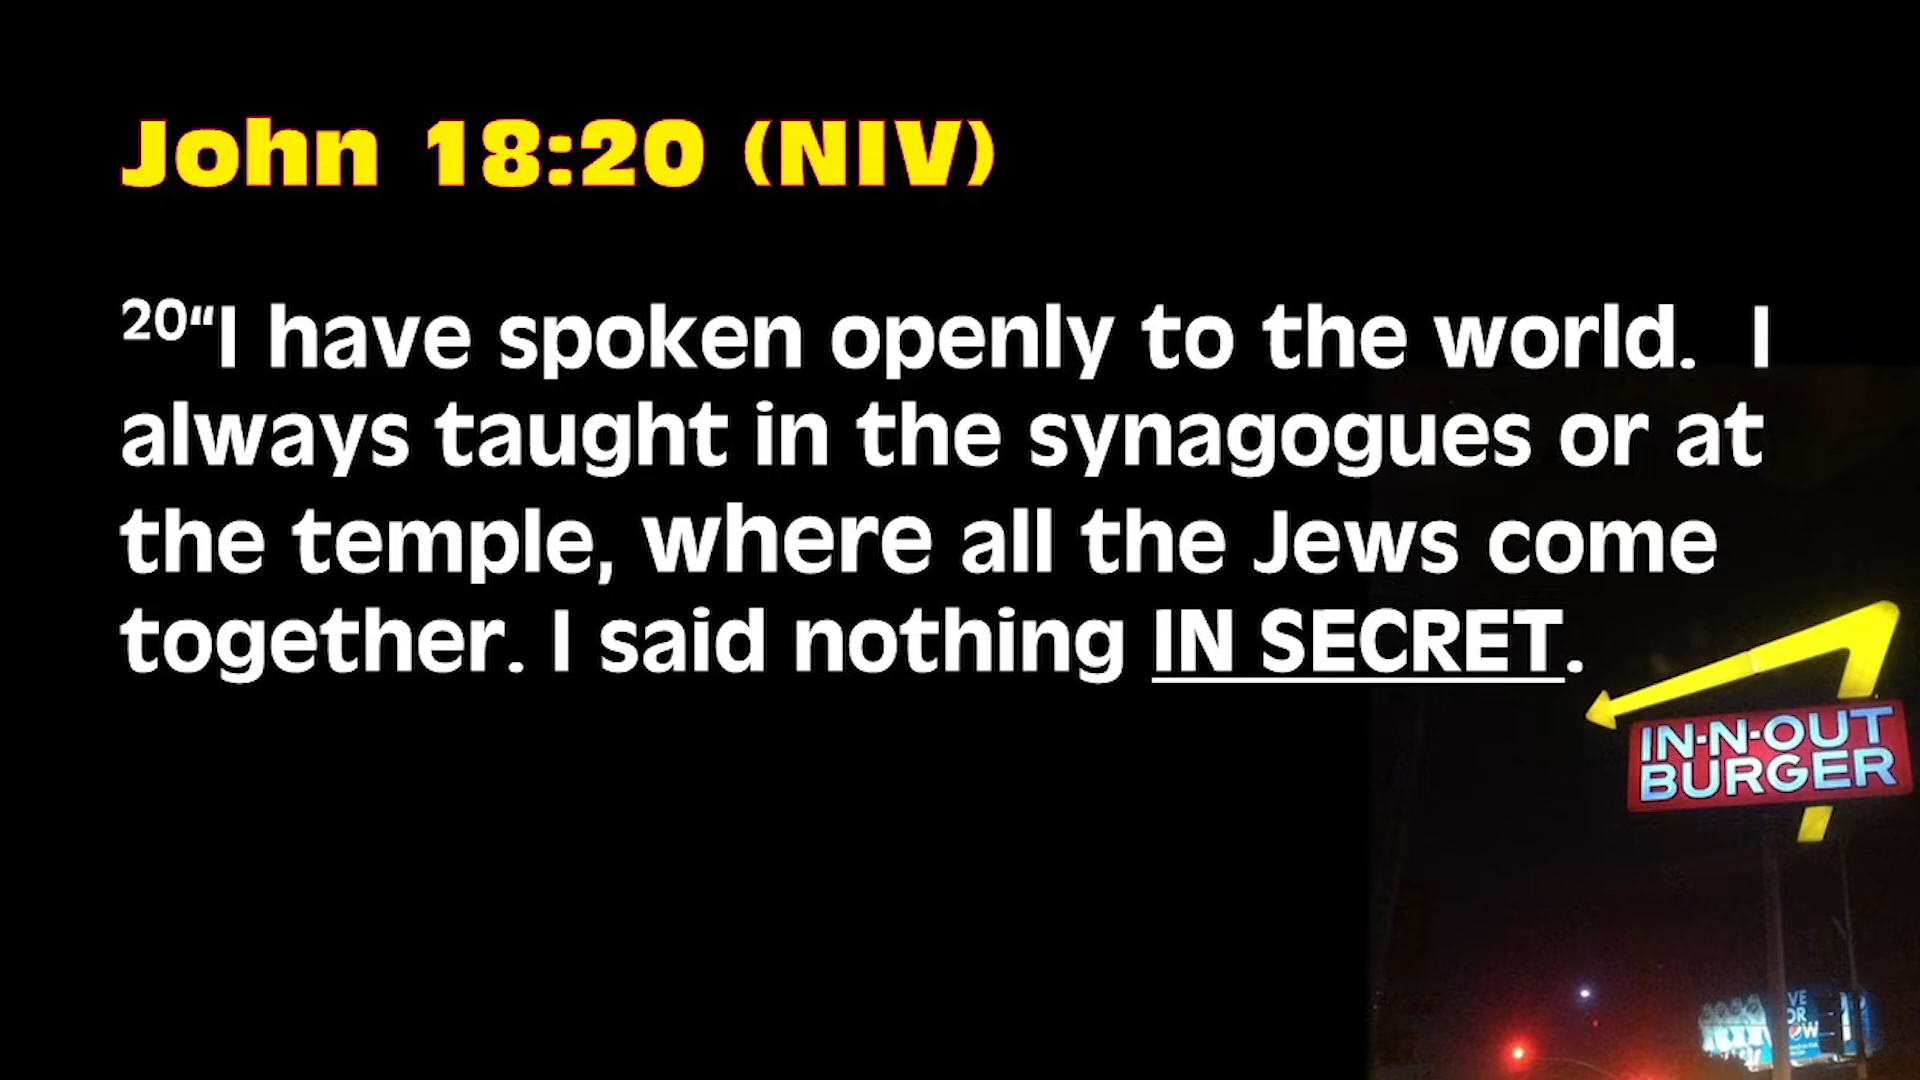 John 18:20 (NIV)
20“I have spoken openly to the world.  I
always taught in the synagogues or at
the temple, where all the Jews come
together. I said nothing IN SECRET.
IN-N-OUT
BURGER